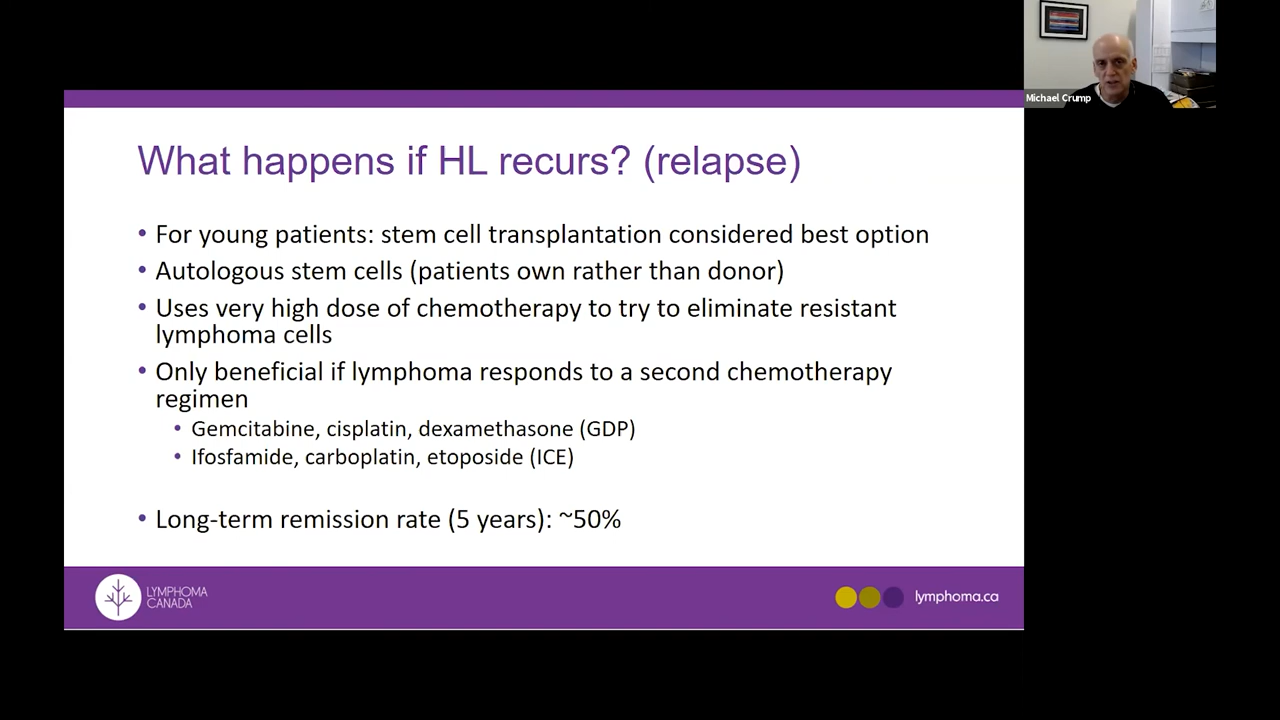 Michael Crump
What happens if HL recurs? (relapse)
• For young patients: stem cell transplantation considered best option
• Autologous stem cells (patients own rather than donor)
• Uses very high dose of chemotherapy to try to eliminate resistant
lymphoma cells
• Only beneficial if lymphoma responds to a second chemotherapy
regimen
• Gemcitabine, cisplatin, dexamethasone (GDP)
• Ifosfamide, carboplatin, etoposide (ICE)
• Long-term remission rate (5 years): ~50%
LYMPHOMA
CANADA
lymphoma.ca